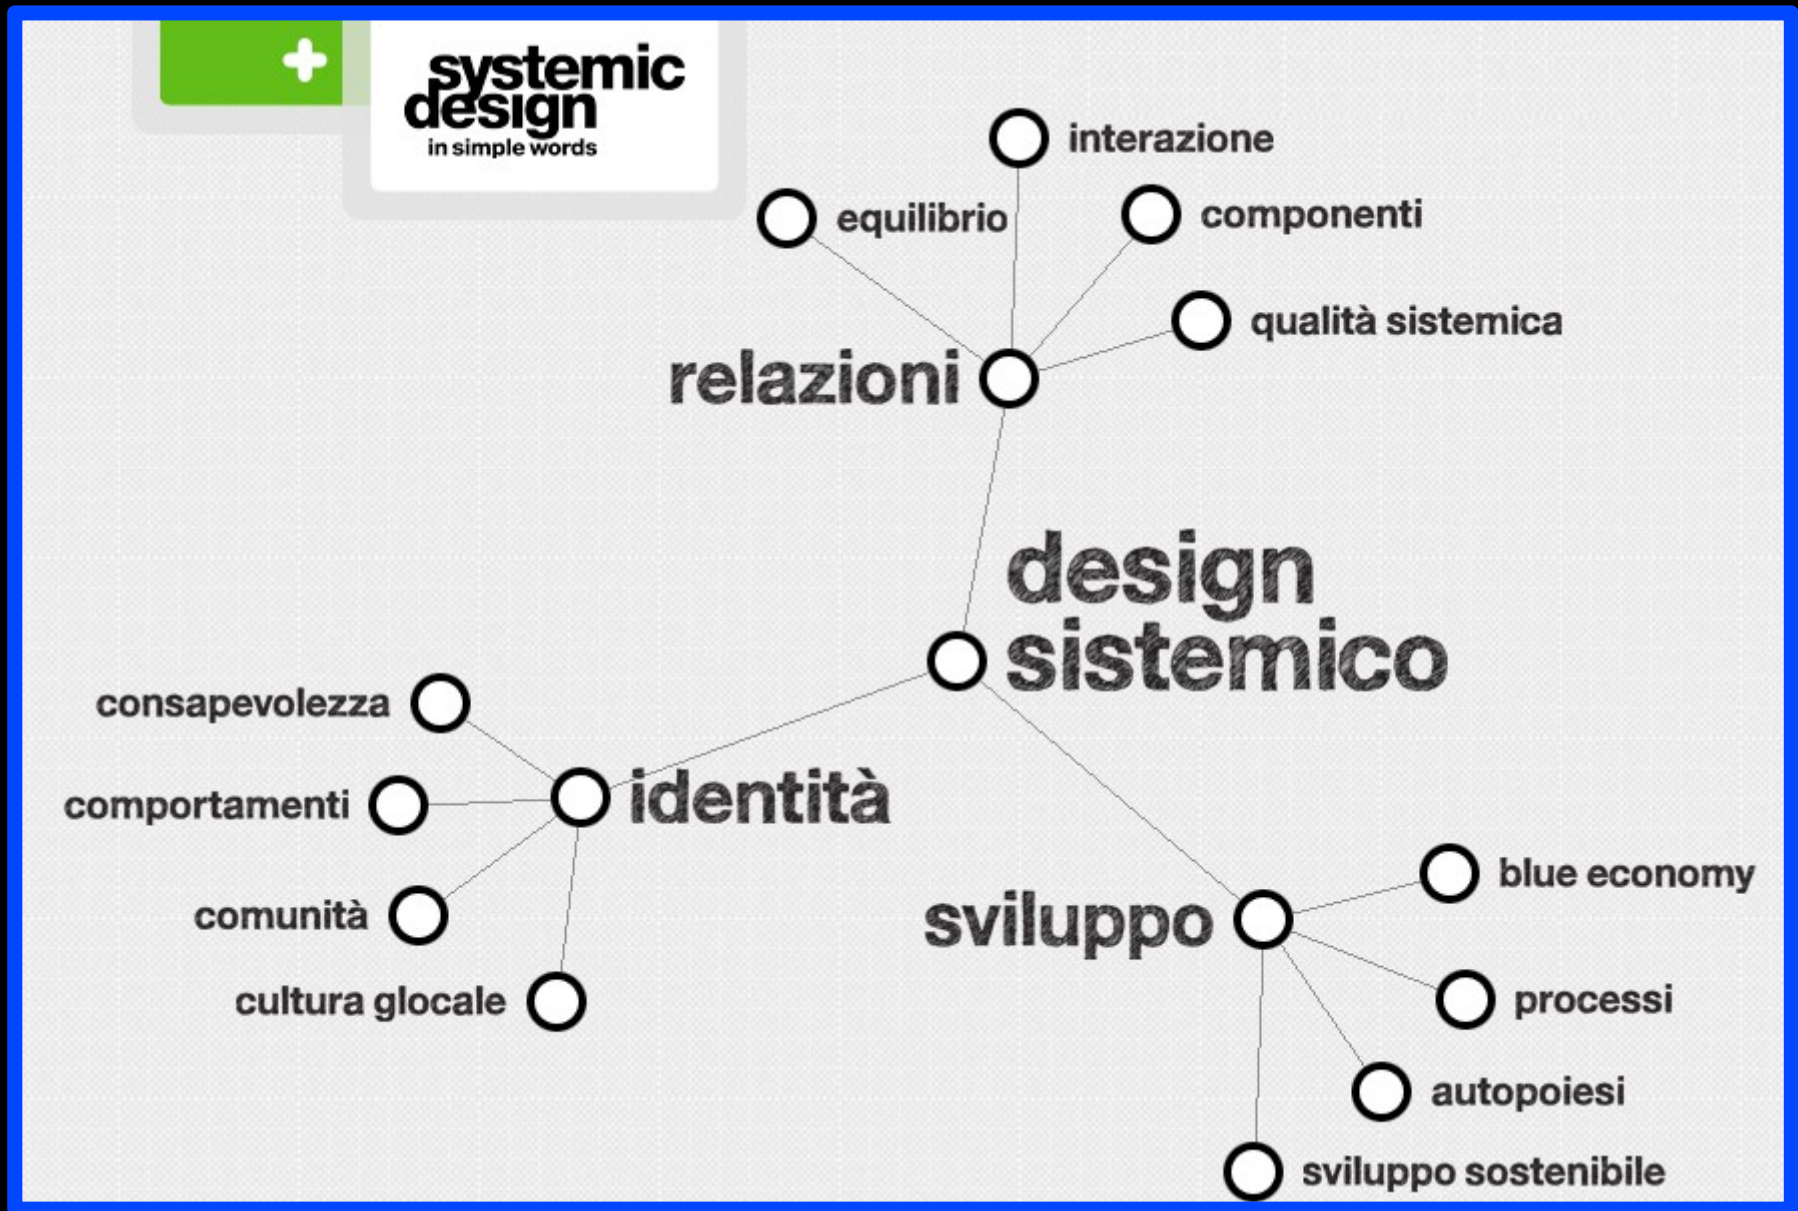 systemic
design
in simple words
interazione
equilibrio
componenti
qualità sistemica
relazioni
design
sistemico
consapevolezza
comportamenti
identità
comunità
cultura glocale
sviluppo
blue economy
processi
autopoiesi
sviluppo sostenibile